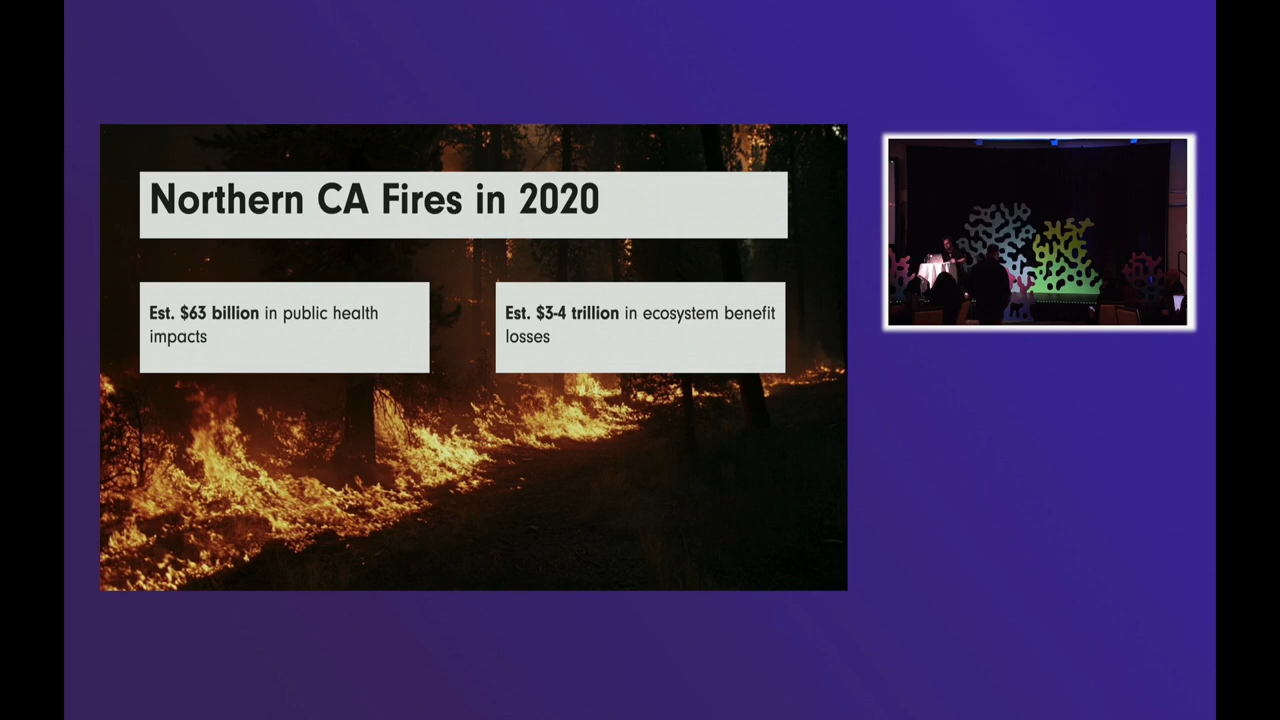 Northern CA Fires in 2020
Est. $63 billion in public health
impacts
Est. $3-4 trillion in ecosystem benefit
losses